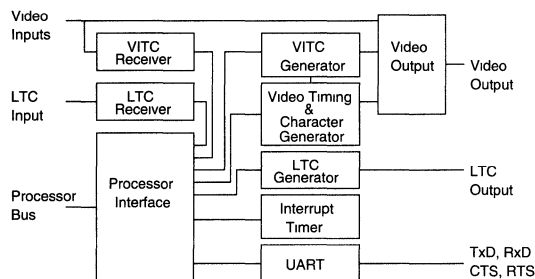 Video
Inputs
VITC
Receiver
VITC
Generator
Video
Output
Video
Output
LTC
Input
LTC
Receiver
Video Timing
&
Character
Generator
Processor
Bus
Processor
Interface
LTC
Generator
LTC
Output
Interrupt
Timer
UART
TxD, RxD
CTS, RTS